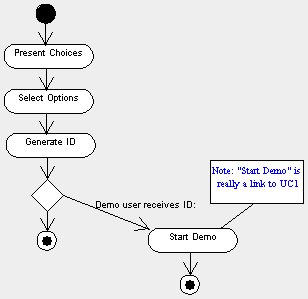 Present Choices
Select Options
Generate ID
Note: "Start Demo" is
really a link to UC1
Demo user receives ID:
Start Demo